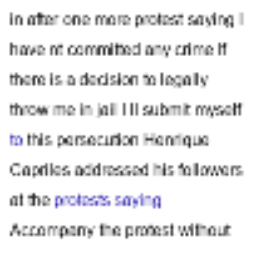 in after one more protest saying I
have nt committed any crime If
there is a decision to legally
throw me in jail I ll submit myself
to this persecution Henrique
Capriles addressed his followers
at the protests saying
Accompany the protest without